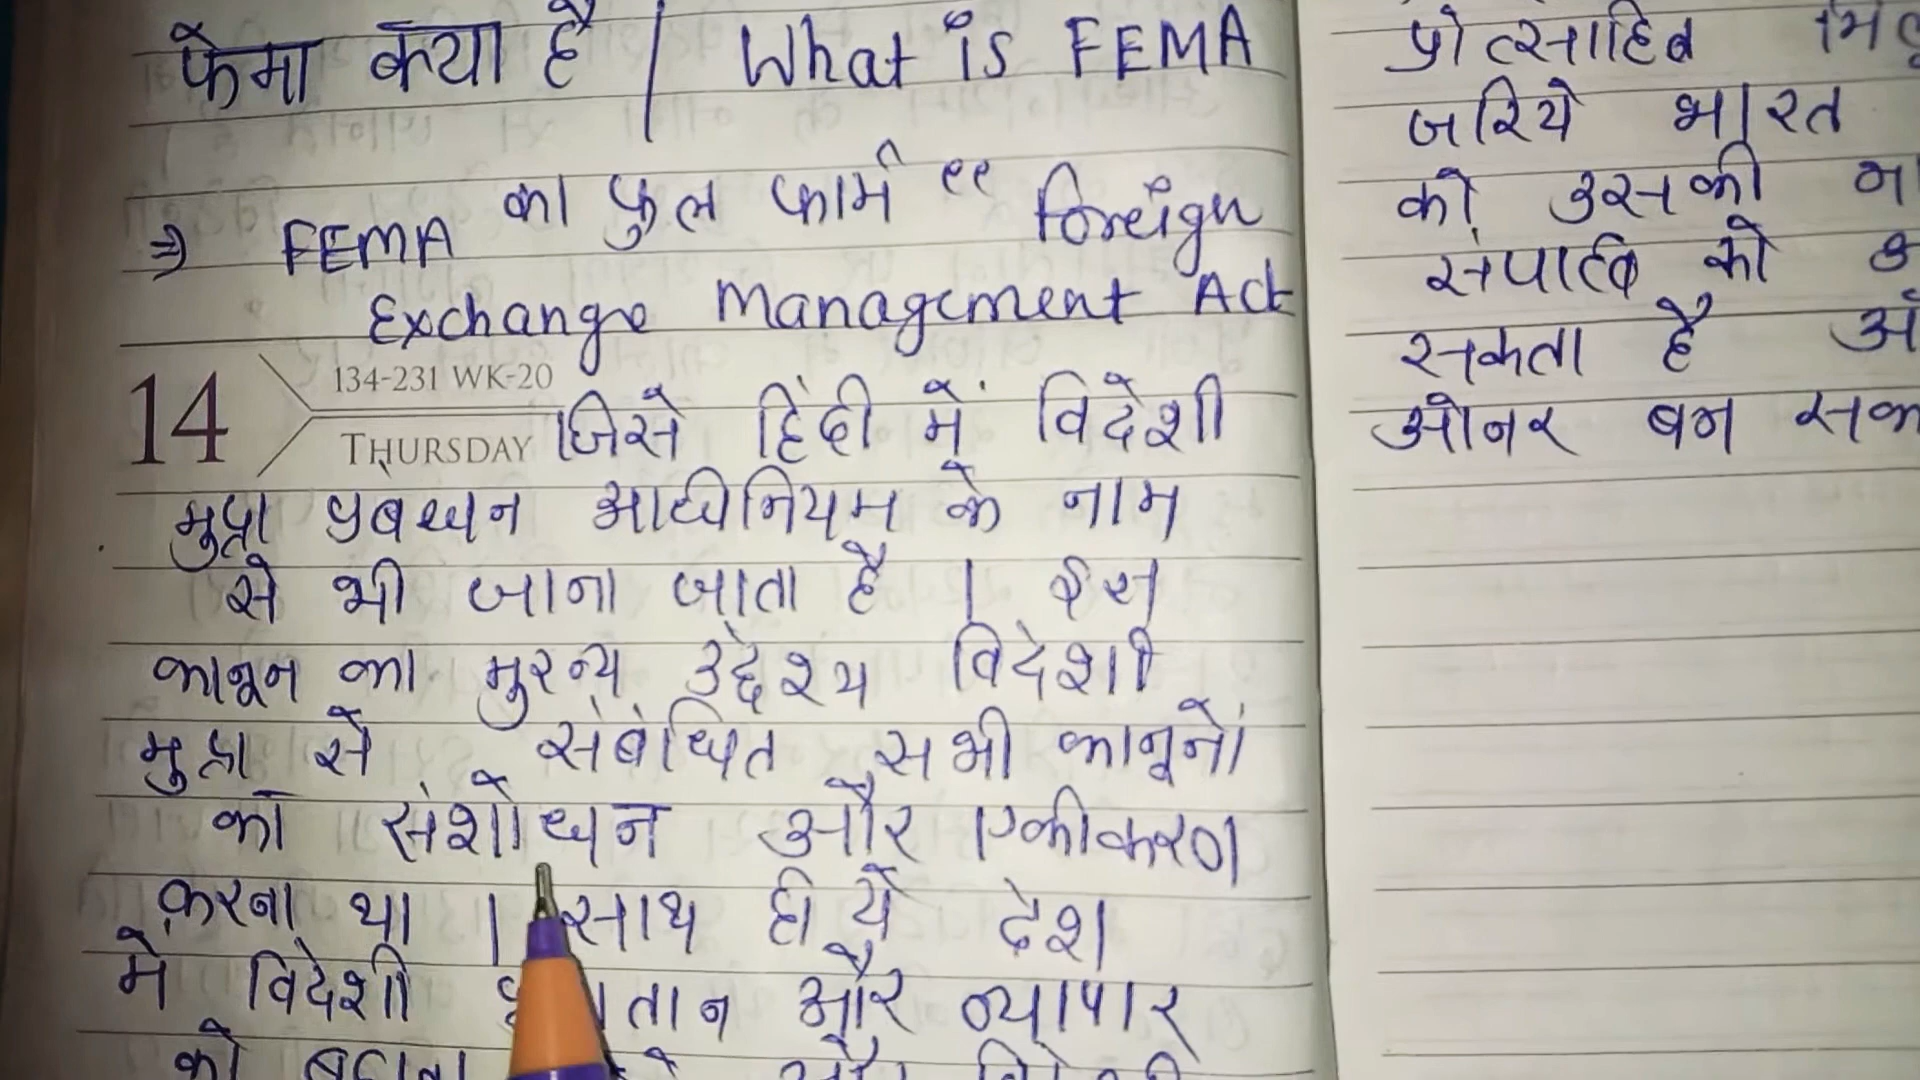 फेमा क्या है | What is FEMA
⇒ FEMA का फुल फार्म “ Foreign
Exchange Management Act
14 134-231 WK-20
THURSDAY जिसे हिंदी में विदेशी
मुद्रा प्रबंधन अधिनियम के नाम
से भी जाना जाता है । इस
कानून का मुख्य उद्देश्य विदेशी
मुद्रा से संबंधित सभी कानूनों
को संशोधन और एकीकरण
करना था । साथ ही ये देश
मे विदेशी और व्यापार
को
प्रोत्साहित
जरिये भारत
को उसकी
को
सकता है
ओनर बन